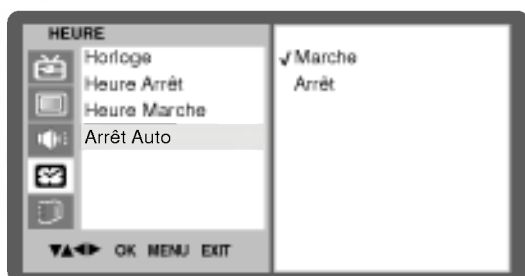 HEURE
Horloge
Heure Arrêt
Heure Marche
Arrêt Auto
√ Marche
Arrêt
▼▲◀▶ OK MENU EXIT